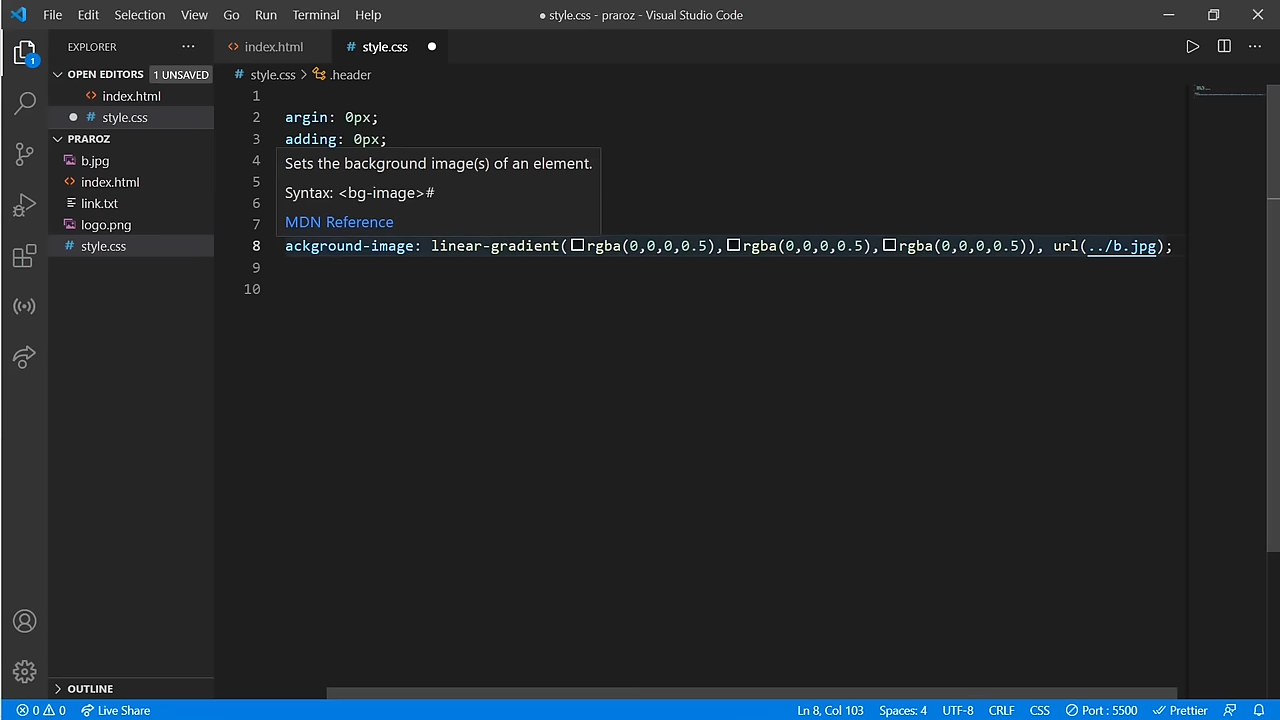 File Edit Selection View Go Run Terminal Help ● style.css - praroz - Visual Studio Code
EXPLORER ··· <> index.html # style.css ●
1
OPEN EDITORS 1 UNSAVED
# style.css > .header
<> index.html
● # style.css
PRAROZ
b.jpg
<> index.html
link.txt
logo.png
# style.css
1
2 argin: 0px;
3 adding: 0px;
4
Sets the background image(s) of an element.
5
Syntax: <bg-image>#
6
7
MDN Reference
8 ackground-image: linear-gradient(rgba(0,0,0,0.5),rgba(0,0,0,0.5),rgba(0,0,0,0.5)), url(../b.jpg);
9
10
OUTLINE
0 0 Live Share Ln 8, Col 103 Spaces: 4 UTF-8 CRLF CSS Port : 5500 Prettier